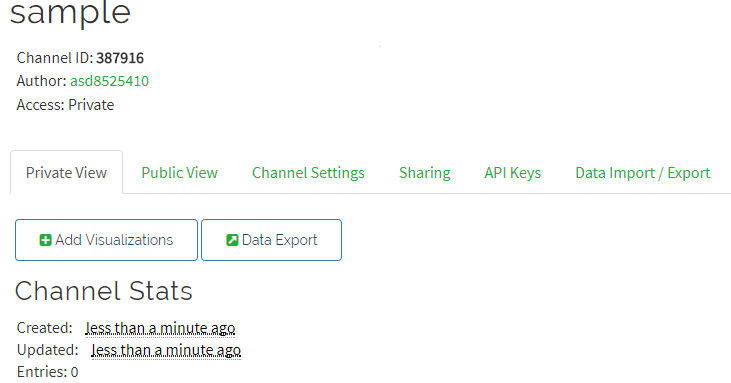 sample
Channel ID: 387916
Author: asd8525410
Access: Private
Private View Public View Channel Settings Sharing API Keys Data Import / Export
Add Visualizations Data Export
Channel Stats
Created: less than a minute ago
Updated: less than a minute ago
Entries: 0